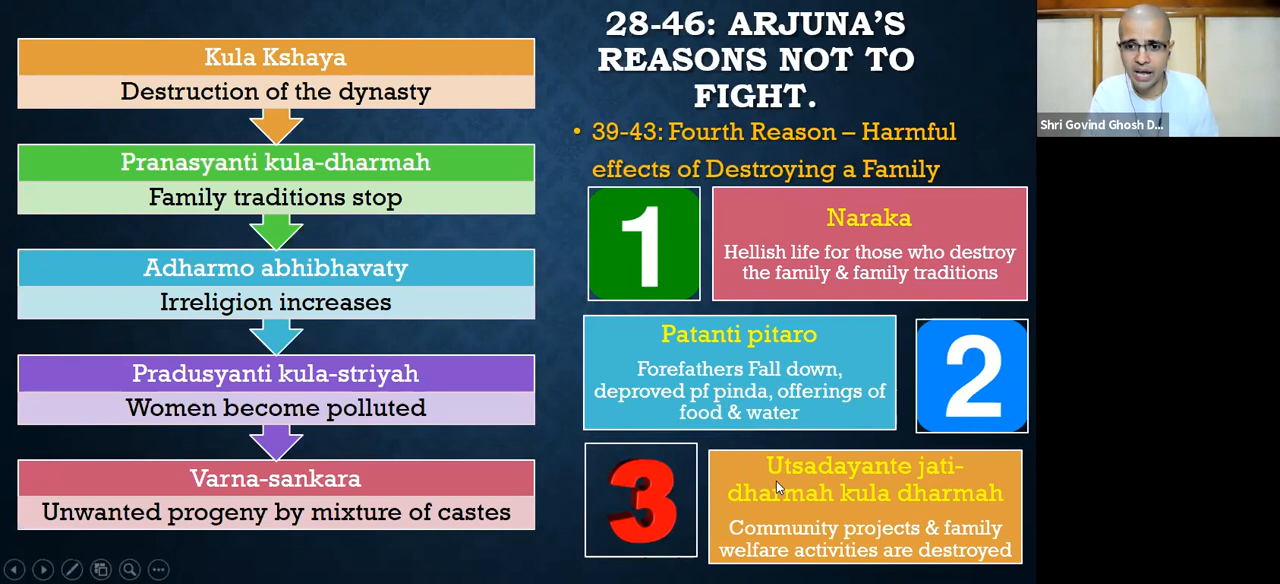 Kula Kshaya
Destruction of the dynasty
Pranasyanti kula-dharmah
Family traditions stop
Adharmo abhibhavaty
Irreligion increases
Pradusyanti kula-striyah
Women become polluted
Varna-sankara
Unwanted progeny by mixture of castes
28-46: ARJUNA’S
REASONS NOT TO
FIGHT.
• 39-43: Fourth Reason – Harmful
effects of Destroying a Family
1
Naraka
Hellish life for those who destroy
the family & family traditions
Patanti pitaro
Forefathers Fall down,
deproved pf pinda, offerings of
food & water
2
3
Utsadayante jati-
dharmah kula dharmah
Community projects & family
welfare activities are destroyed
Shri Govind Ghosh D...